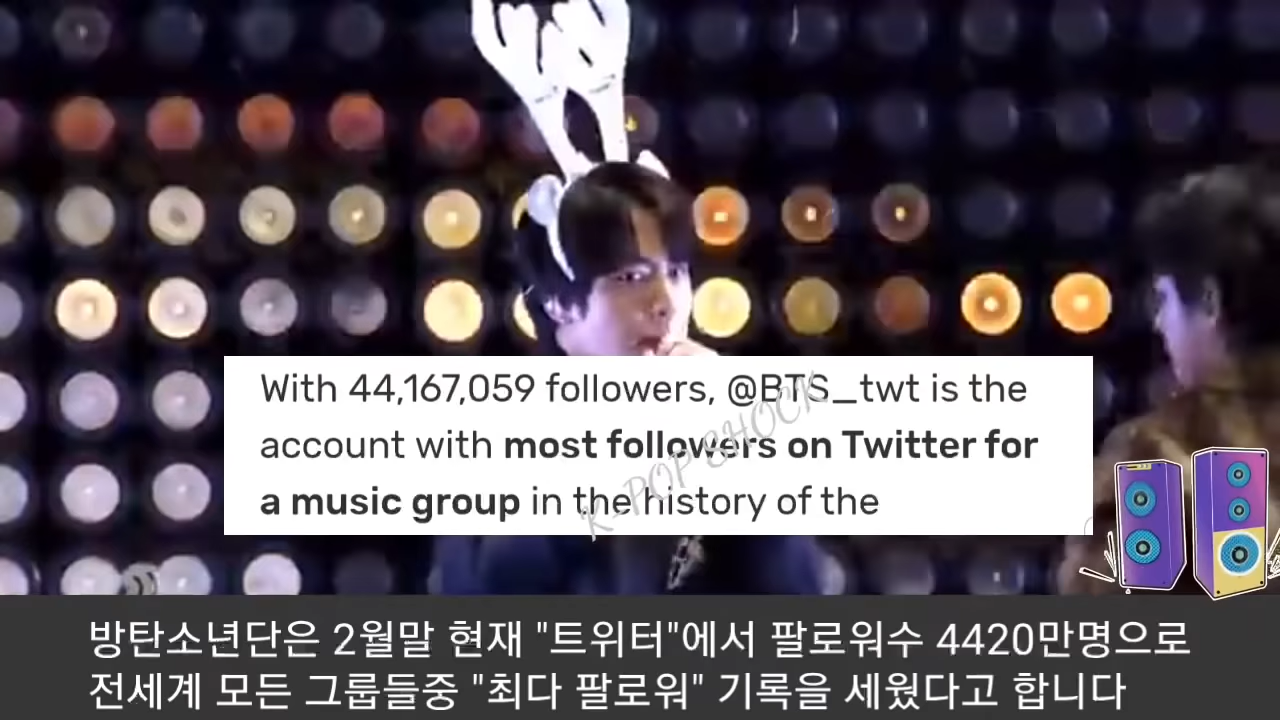 With 44,167,059 followers, @BTS_twt is the
account with most followers on Twitter for
a music group in the history of the
K-POP SHOCK
방탄소년단은 2월말 현재 "트위터"에서 팔로워수 4420만명으로
전세계 모든 그룹들중 "최다 팔로워" 기록을 세웠다고 합니다